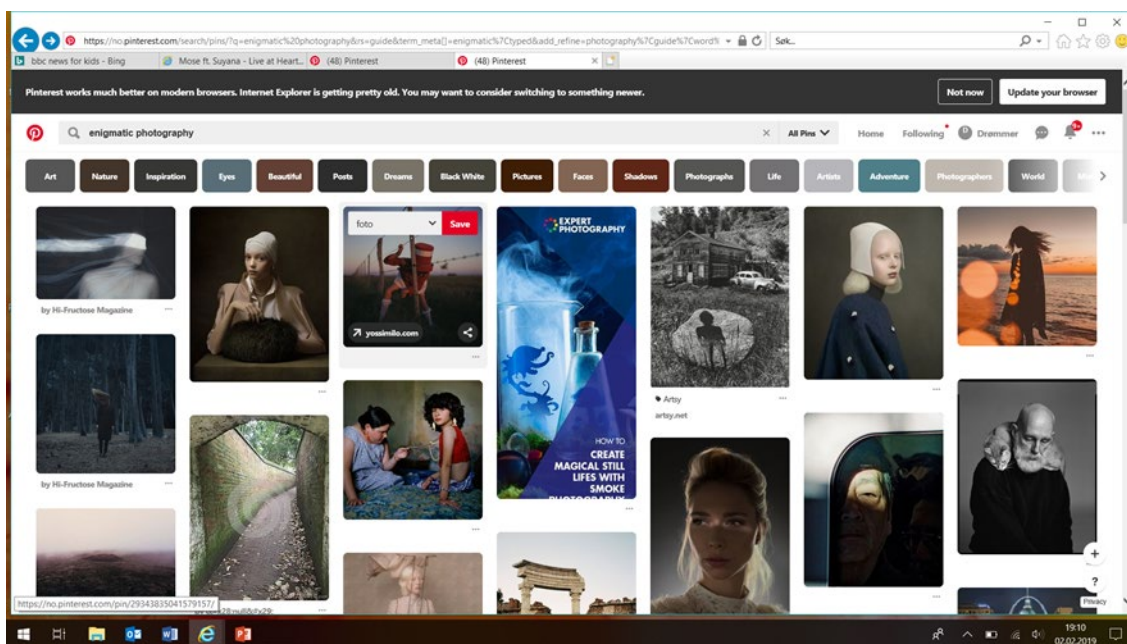 https://no.pinterest.com/search/pins/?q=enigmatic%20photography&rs=guide&term_meta[]=enigmatic%7Ctyped&add_refine=photography%7Cguide%7Cword%
Søk...
bbc news for kids - Bing
Mose ft. Suyana - Live at Heart...
(48) Pinterest
(48) Pinterest
Pinterest works much better on modern browsers. Internet Explorer is getting pretty old. You may want to consider switching to something newer.
Not now
Update your browser
enigmatic photography
All Pins
Home
Following
Drømmer
9+
Art
Nature
Inspiration
Eyes
Beautiful
Posts
Dreams
Black White
Pictures
Faces
Shadows
Photographs
Life
Artists
Adventure
Photographers
World
foto
Save
yossimilo.com
by Hi-Fructose Magazine
EXPERT
PHOTOGRAPHY
HOW TO
CREATE
MAGICAL STILL
LIFES WITH
SMOKE
PHOTOGRAPHY
Artsy
artsy.net
by Hi-Fructose Magazine
https://no.pinterest.com/pin/29343835041579157/
?
Privacy
19:10
02.02.2019